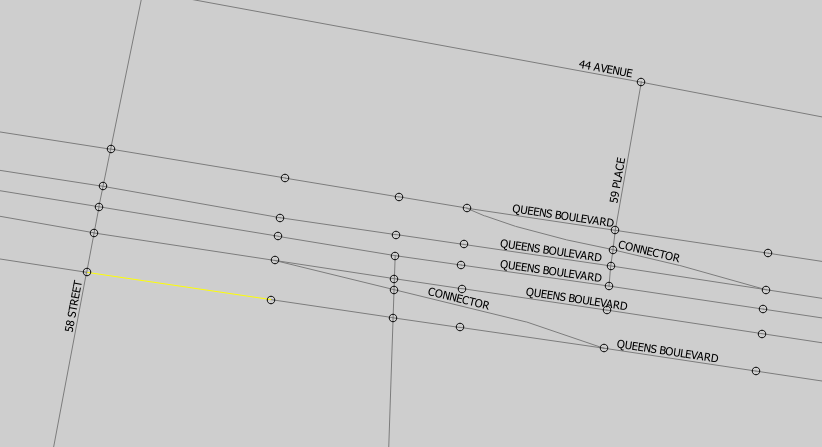 44 AVENUE
59 PLACE
QUEENS BOULEVARD
CONNECTOR
QUEENS BOULEVARD
QUEENS BOULEVARD
QUEENS BOULEVARD
CONNECTOR
58 STREET
QUEENS BOULEVARD